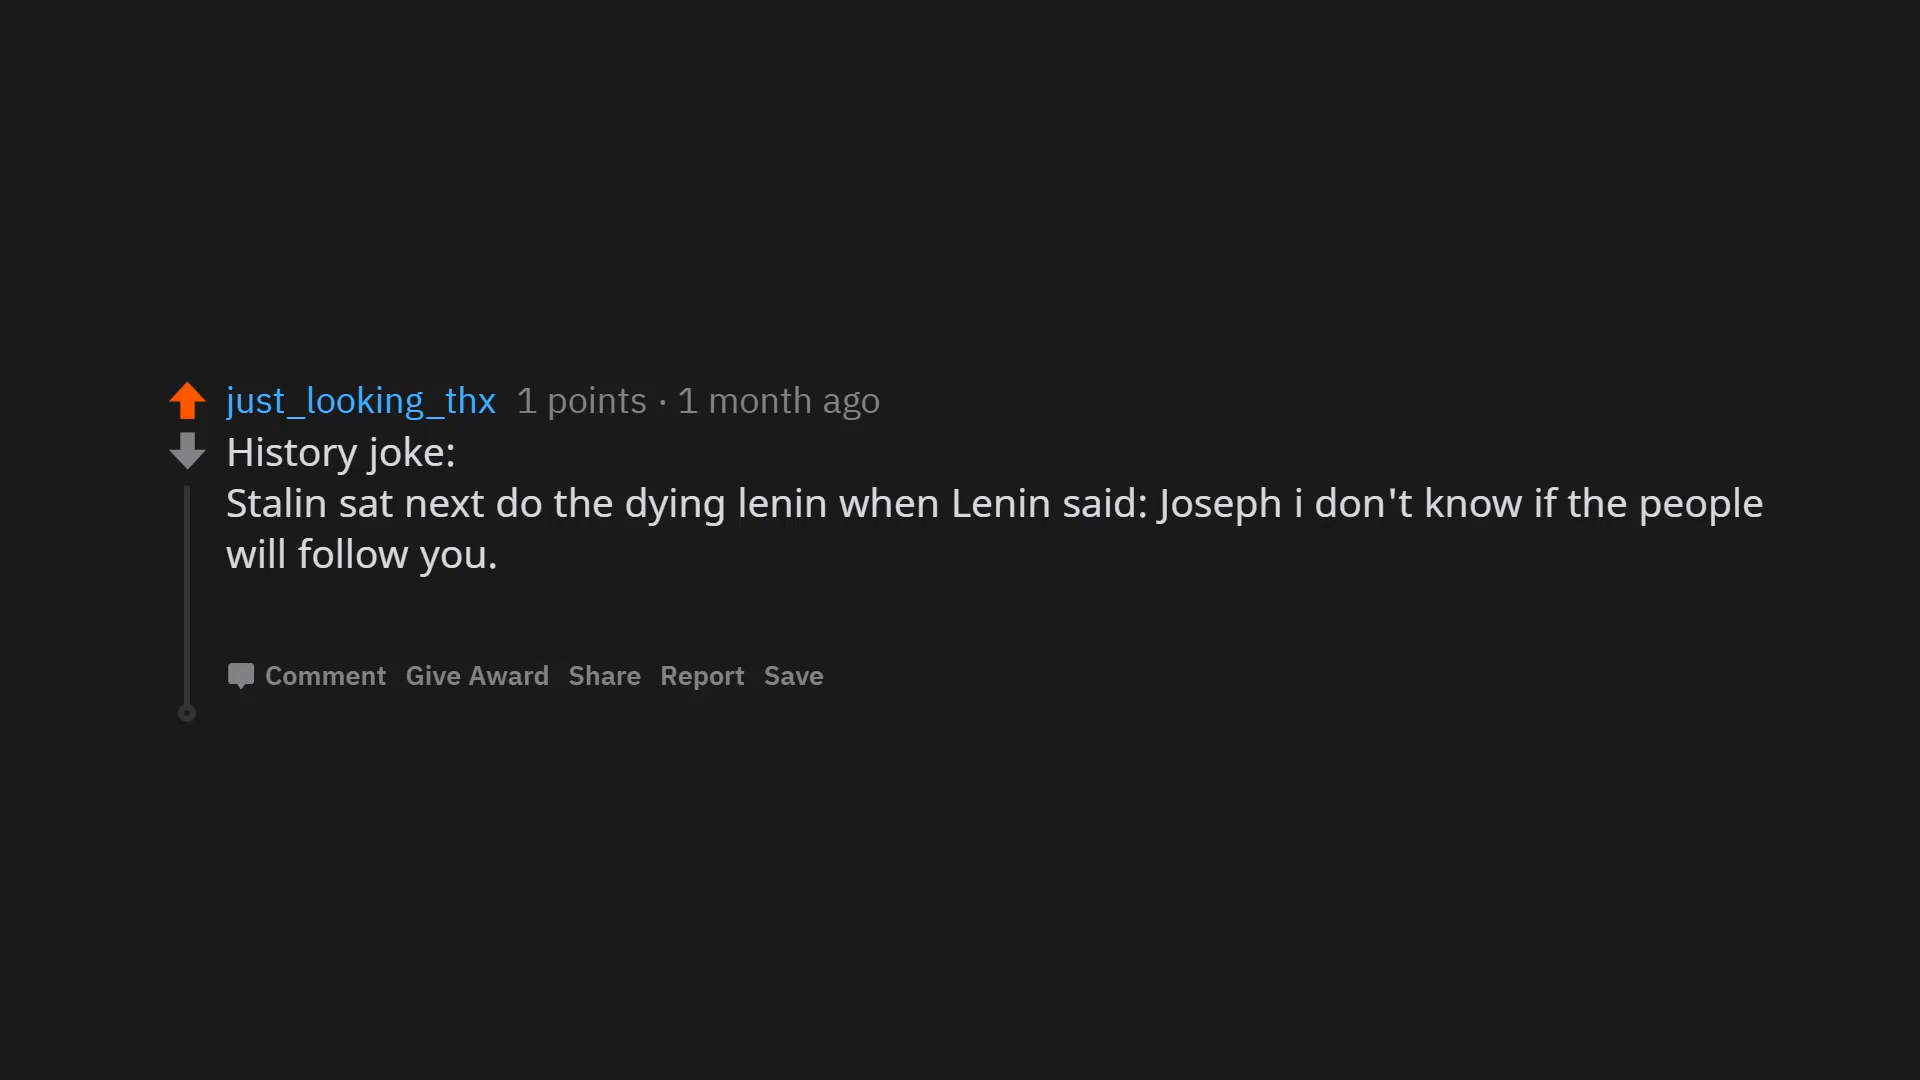 just_looking_thx 1 points · 1 month ago
History joke:
Stalin sat next do the dying lenin when Lenin said: Joseph i don't know if the people
will follow you.
Comment Give Award Share Report Save